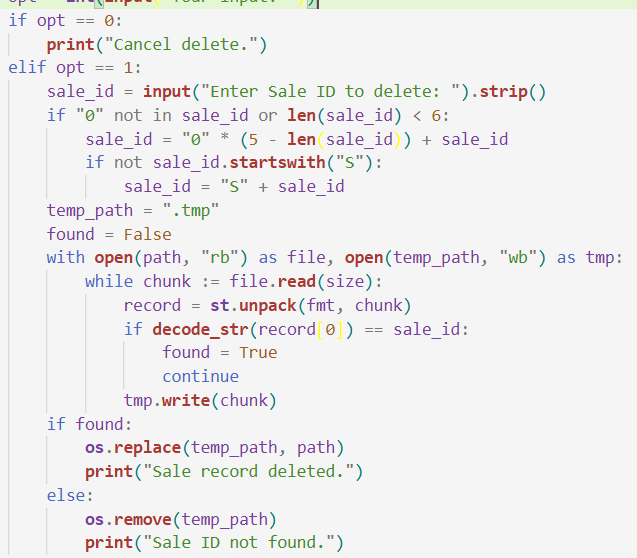 if opt == 0:
    print("Cancel delete.")
elif opt == 1:
    sale_id = input("Enter Sale ID to delete: ").strip()
    if "0" not in sale_id or len(sale_id) < 6:
        sale_id = "0" * (5 - len(sale_id)) + sale_id
        if not sale_id.startswith("S"):
            sale_id = "S" + sale_id
    temp_path = ".tmp"
    found = False
    with open(path, "rb") as file, open(temp_path, "wb") as tmp:
        while chunk := file.read(size):
            record = st.unpack(fmt, chunk)
            if decode_str(record[0]) == sale_id:
                found = True
                continue
            tmp.write(chunk)
    if found:
        os.replace(temp_path, path)
        print("Sale record deleted.")
    else:
        os.remove(temp_path)
        print("Sale ID not found.")